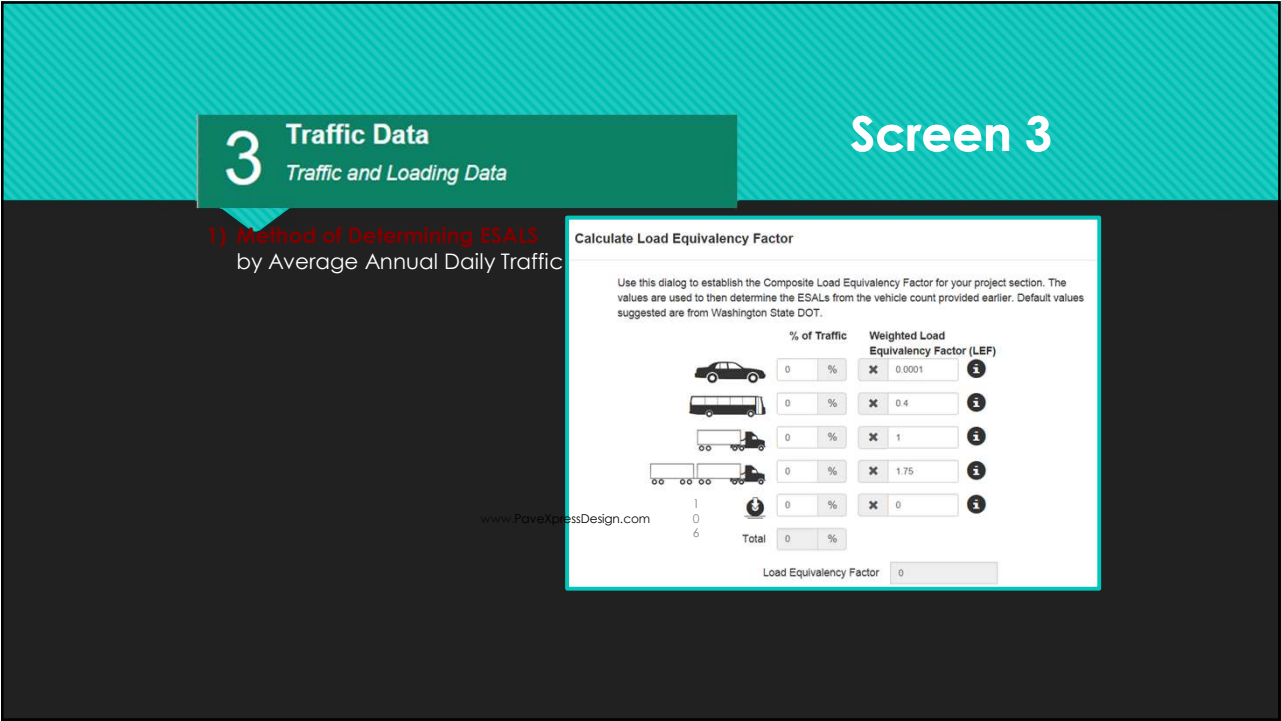 Screen 3
3
Traffic Data
Traffic and Loading Data
1) Method of Determining ESALS
by Average Annual Daily Traffic
Calculate Load Equivalency Factor
Use this dialog to establish the Composite Load Equivalency Factor for your project section. The
values are used to then determine the ESALs from the vehicle count provided earlier. Default values
suggested are from Washington State DOT.
% of Traffic Weighted Load
Equivalency Factor (LEF)
0 % ✖ 0.0001 i
0 % ✖ 0.4 i
0 % ✖ 1 i
0 % ✖ 1.75 i
0 % ✖ 0 i
Total 0 %
Load Equivalency Factor 0
www.PaveXpressDesign.com
1
0
6